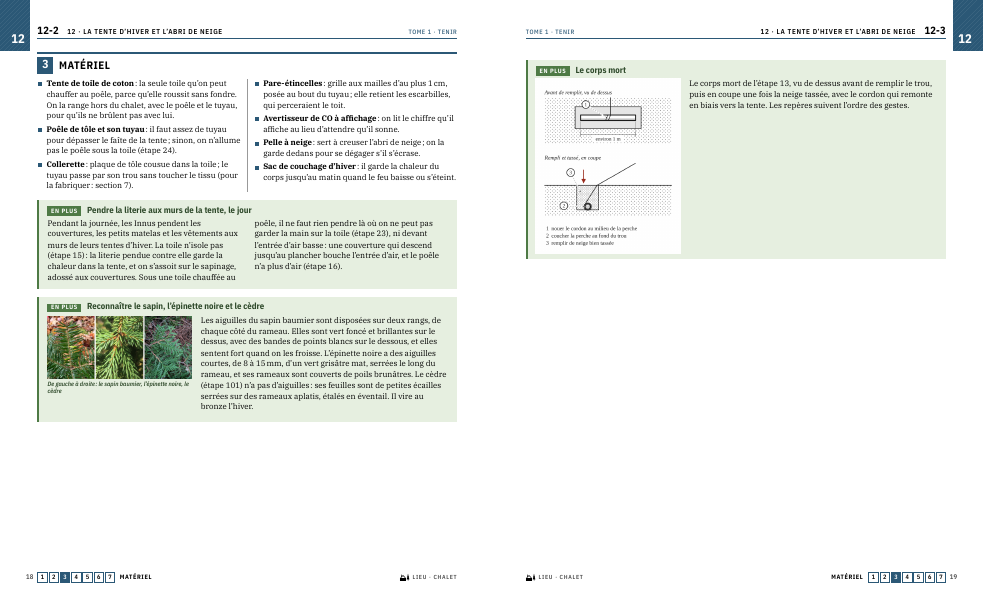 12
12-2 12 · LA TENTE D'HIVER ET L'ABRI DE NEIGE
TOME 1 · TENIR
3 MATÉRIEL
Tente de toile de coton : la seule toile qu'on peut
chauffer au poêle, parce qu'elle roussit sans fondre.
On la range hors du chalet, avec le poêle et le tuyau,
pour qu'ils ne brûlent pas avec lui.
Poêle de tôle et son tuyau : il faut assez de tuyau
pour dépasser le faîte de la tente ; sinon, on n'allume
pas le poêle sous la toile (étape 24).
Collerette : plaque de tôle cousue dans la toile ; le
tuyau passe par son trou sans toucher le tissu (pour
la fabriquer : section 7).
Pare-étincelles : grille aux mailles d'au plus 1 cm,
posée au bout du tuyau ; elle retient les escarbilles,
qui perceraient le toit.
Avertisseur de CO à affichage : on lit le chiffre qu'il
affiche au lieu d'attendre qu'il sonne.
Pelle à neige : sert à creuser l'abri de neige ; on la
garde dedans pour se dégager s'il s'écrase.
Sac de couchage d'hiver : il garde la chaleur du
corps jusqu'au matin quand le feu baisse ou s'éteint.
EN PLUS Pendre la literie aux murs de la tente, le jour
Pendant la journée, les Innus pendent les
couvertures, les petits matelas et les vêtements aux
murs de leurs tentes d'hiver. La toile n'isole pas
(étape 15) : la literie pendue contre elle garde la
chaleur dans la tente, et on s'assoit sur le sapinage,
adossé aux couvertures. Sous une toile chauffée au
poêle, il ne faut rien pendre là où on ne peut pas
garder la main sur la toile (étape 23), ni devant
l'entrée d'air basse : une couverture qui descend
jusqu'au plancher bouche l'entrée d'air, et le poêle
n'a plus d'air (étape 16).
EN PLUS Reconnaître le sapin, l'épinette noire et le cèdre
De gauche à droite : le sapin baumier, l'épinette noire, le
cèdre
Les aiguilles du sapin baumier sont disposées sur deux rangs, de
chaque côté du rameau. Elles sont vert foncé et brillantes sur le
dessus, avec des bandes de points blancs sur le dessous, et elles
sentent fort quand on les froisse. L'épinette noire a des aiguilles
courtes, de 8 à 15 mm, d'un vert grisâtre mat, serrées le long du
rameau, et ses rameaux sont couverts de poils brunâtres. Le cèdre
(étape 101) n'a pas d'aiguilles : ses feuilles sont de petites écailles
serrées sur des rameaux aplatis, étalés en éventail. Il vire au
bronze l'hiver.
18 1 2 3 4 5 6 7 MATÉRIEL
LIEU · CHALET
TOME 1 · TENIR
12 · LA TENTE D'HIVER ET L'ABRI DE NEIGE 12-3
12
EN PLUS Le corps mort
Avant de remplir, vu de dessus
1
environ 1 m
Rempli et tassé, en coupe
3
2
1 nouer le cordon au milieu de la perche
2 coucher la perche au fond du trou
3 remplir de neige bien tassée
Le corps mort de l'étape 13, vu de dessus avant de remplir le trou,
puis en coupe une fois la neige tassée, avec le cordon qui remonte
en biais vers la tente. Les repères suivent l'ordre des gestes.
LIEU · CHALET
MATÉRIEL 1 2 3 4 5 6 7 19